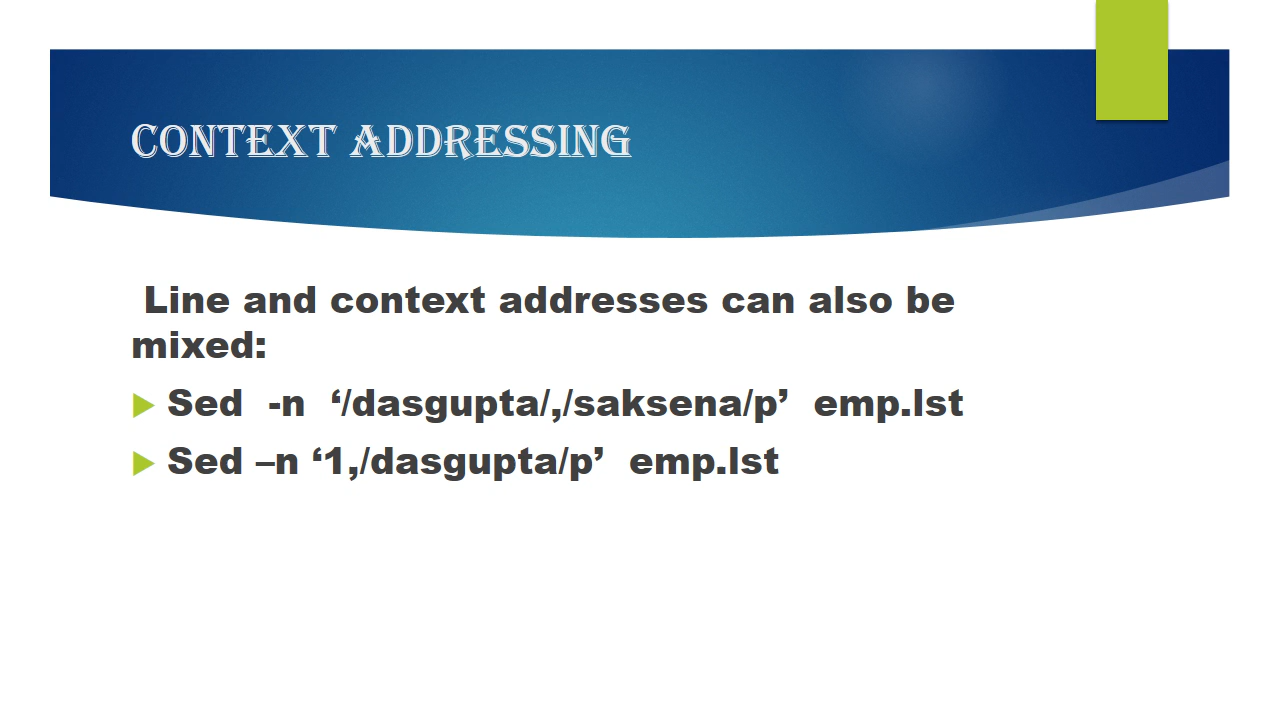 CONTEXT ADDRESSING
Line and context addresses can also be
mixed:
Sed  -n  ‘/dasgupta/,/saksena/p’  emp.lst
Sed –n ‘1,/dasgupta/p’  emp.lst